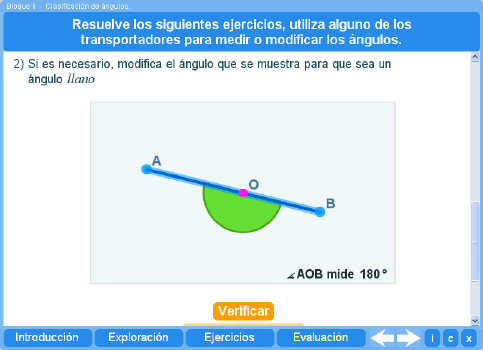 Bloque II - Clasificación de ángulos.
Resuelve los siguientes ejercicios, utiliza alguno de los
transportadores para medir o modificar los ángulos.
2) Si es necesario, modifica el ángulo que se muestra para que sea un
ángulo llano
A
O
B
∡AOB mide 180°
Verificar
Introducción Exploración Ejercicios Evaluación i c x